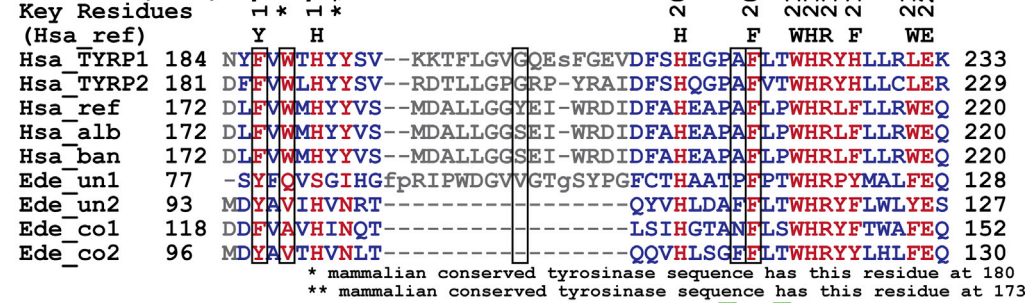 Key Residues * *
(Hsa_ref) Y H H F WHR F WE
Hsa_TYRP1 184 NYFVWTHYYSV--KKTFLGVGQEsFGEVDFSHEGPAFLTWHRYHLLRLEK 233
Hsa_TYRP2 181 DFFVWLHYYSV--RDTLLGPGRP-YRAIDFSHQGPAFVTWHRYHLLCLER 229
Hsa_ref 172 DLFVWMHYYVS--MDALLGGYEI-WRDIDFAHEAPAFLPWHRLFLLRWEQ 220
Hsa_alb 172 DLFVWMHYYVS--MDALLGGSEI-WRDIDFAHEAPAFLPWHRLFLLRWEQ 220
Hsa_ban 172 DLFVWMHYYVS--MDALLGGSEI-WRDIDFAHEAPAFLPWHRLFLLRWEQ 220
Ede_un1 77 -SYFQVSGIHGfpRIPWDGVVGTgSYPGFCTHAATPFPTWHRPYMALFEQ 128
Ede_un2 93 MDYAVIHVNRT-----------------QYVHLDAFFLTWHRYFLWLYES 127
Ede_co1 118 DDFVAVHINQT-----------------LSIHGTANFLSWHRYFTWAFEQ 152
Ede_co2 96 MDYAVTHVNLT-----------------QQVHLSGFFLSWHRYYLHLFEQ 130
* mammalian conserved tyrosinase sequence has this residue at 180
** mammalian conserved tyrosinase sequence has this residue at 173